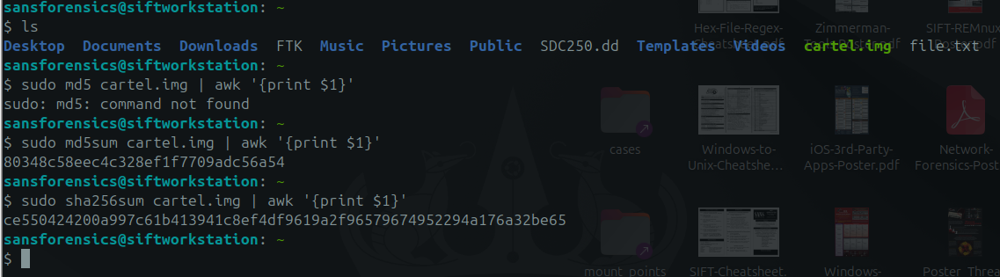 sansforensics@siftworkstation: ~
$ ls
Desktop Documents Downloads FTK Music Pictures Public SDC250.dd Templates Videos cartel.img file.txt
sansforensics@siftworkstation: ~
$ sudo md5 cartel.img | awk '{print $1}'
sudo: md5: command not found
sansforensics@siftworkstation: ~
$ sudo md5sum cartel.img | awk '{print $1}'
80348c58eec4c328ef1f7709adc56a54
sansforensics@siftworkstation: ~
$ sudo sha256sum cartel.img | awk '{print $1}'
ce550424200a997c61b413941c8ef4df9619a2f96579674952294a176a32be65
sansforensics@siftworkstation: ~
$
Hex-File-Regex-
Zimmerman-
SIFT-REMnux
cases
Windows-to-
Unix-Cheatshe...
iOS-3rd-Party-
Apps-Poster.pdf
Network-
Forensics-Post
mount_points
SIFT-Cheatsheet.
Windows-
Poster_Threa